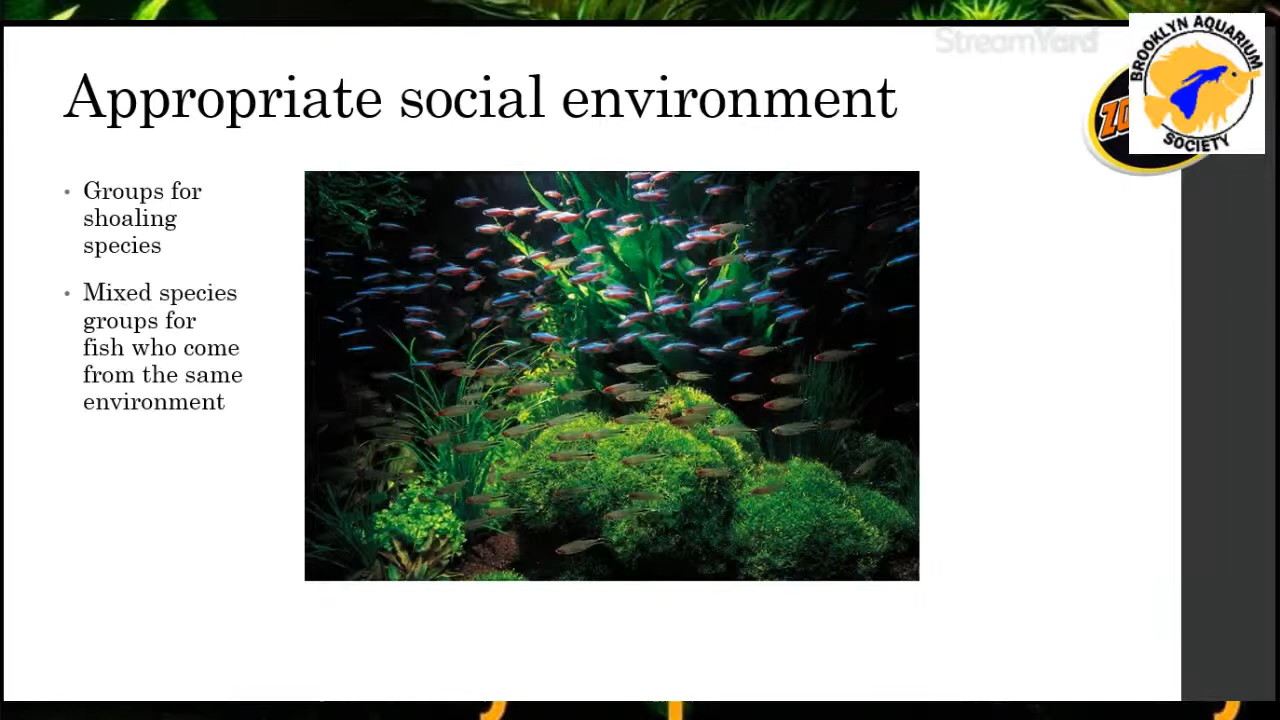 StreamYard
BROOKLYN AQUARIUM
SOCIETY
Appropriate social environment
• Groups for
shoaling
species
• Mixed species
groups for
fish who come
from the same
environment